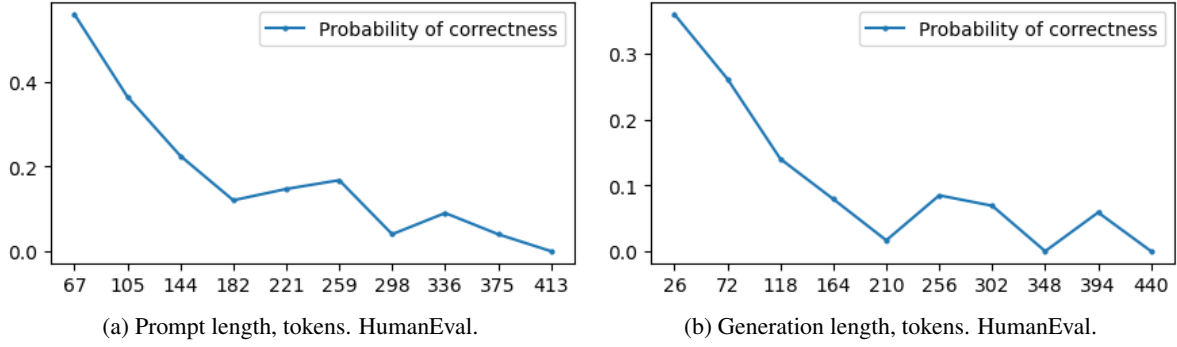 Probability of correctness
0.4
0.2
0.0
67 105 144 182 221 259 298 336 375 413
(a) Prompt length, tokens. HumanEval.
Probability of correctness
0.3
0.2
0.1
0.0
26 72 118 164 210 256 302 348 394 440
(b) Generation length, tokens. HumanEval.